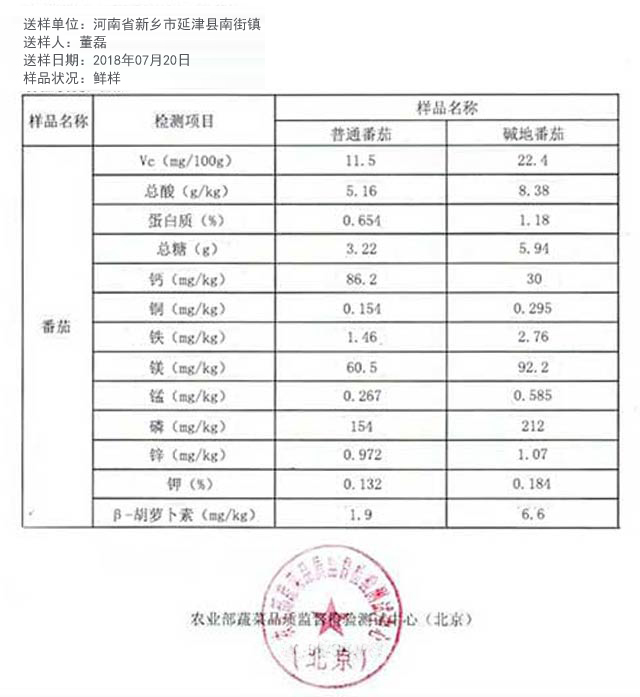 送样单位：河南省新乡市延津县南街镇
送样人：董磊
送样日期：2018年07月20日
样品状况：鲜样
样品名称 检测项目 样品名称
普通番茄 碱地番茄
番茄
Vc（mg/100g） 11.5 22.4
总酸（g/kg） 5.16 8.38
蛋白质（%） 0.654 1.18
总糖（g） 3.22 5.94
钙（mg/kg） 86.2 30
铜（mg/kg） 0.154 0.295
铁（mg/kg） 1.46 2.76
镁（mg/kg） 60.5 92.2
锰（mg/kg） 0.267 0.585
磷（mg/kg） 154 212
锌（mg/kg） 0.972 1.07
钾（%） 0.132 0.184
β-胡萝卜素（mg/kg） 1.9 6.6
农业部蔬菜品质监督检验测试中心（北京）
（北京）